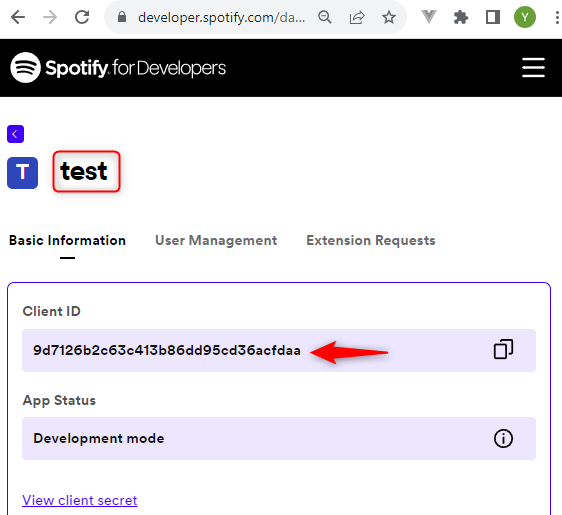 developer.spotify.com/da...
Y
Spotify for Developers
T
test
Basic Information User Management Extension Requests
Client ID
9d7126b2c63c413b86dd95cd36acfdaa
App Status
Development mode
View client secret